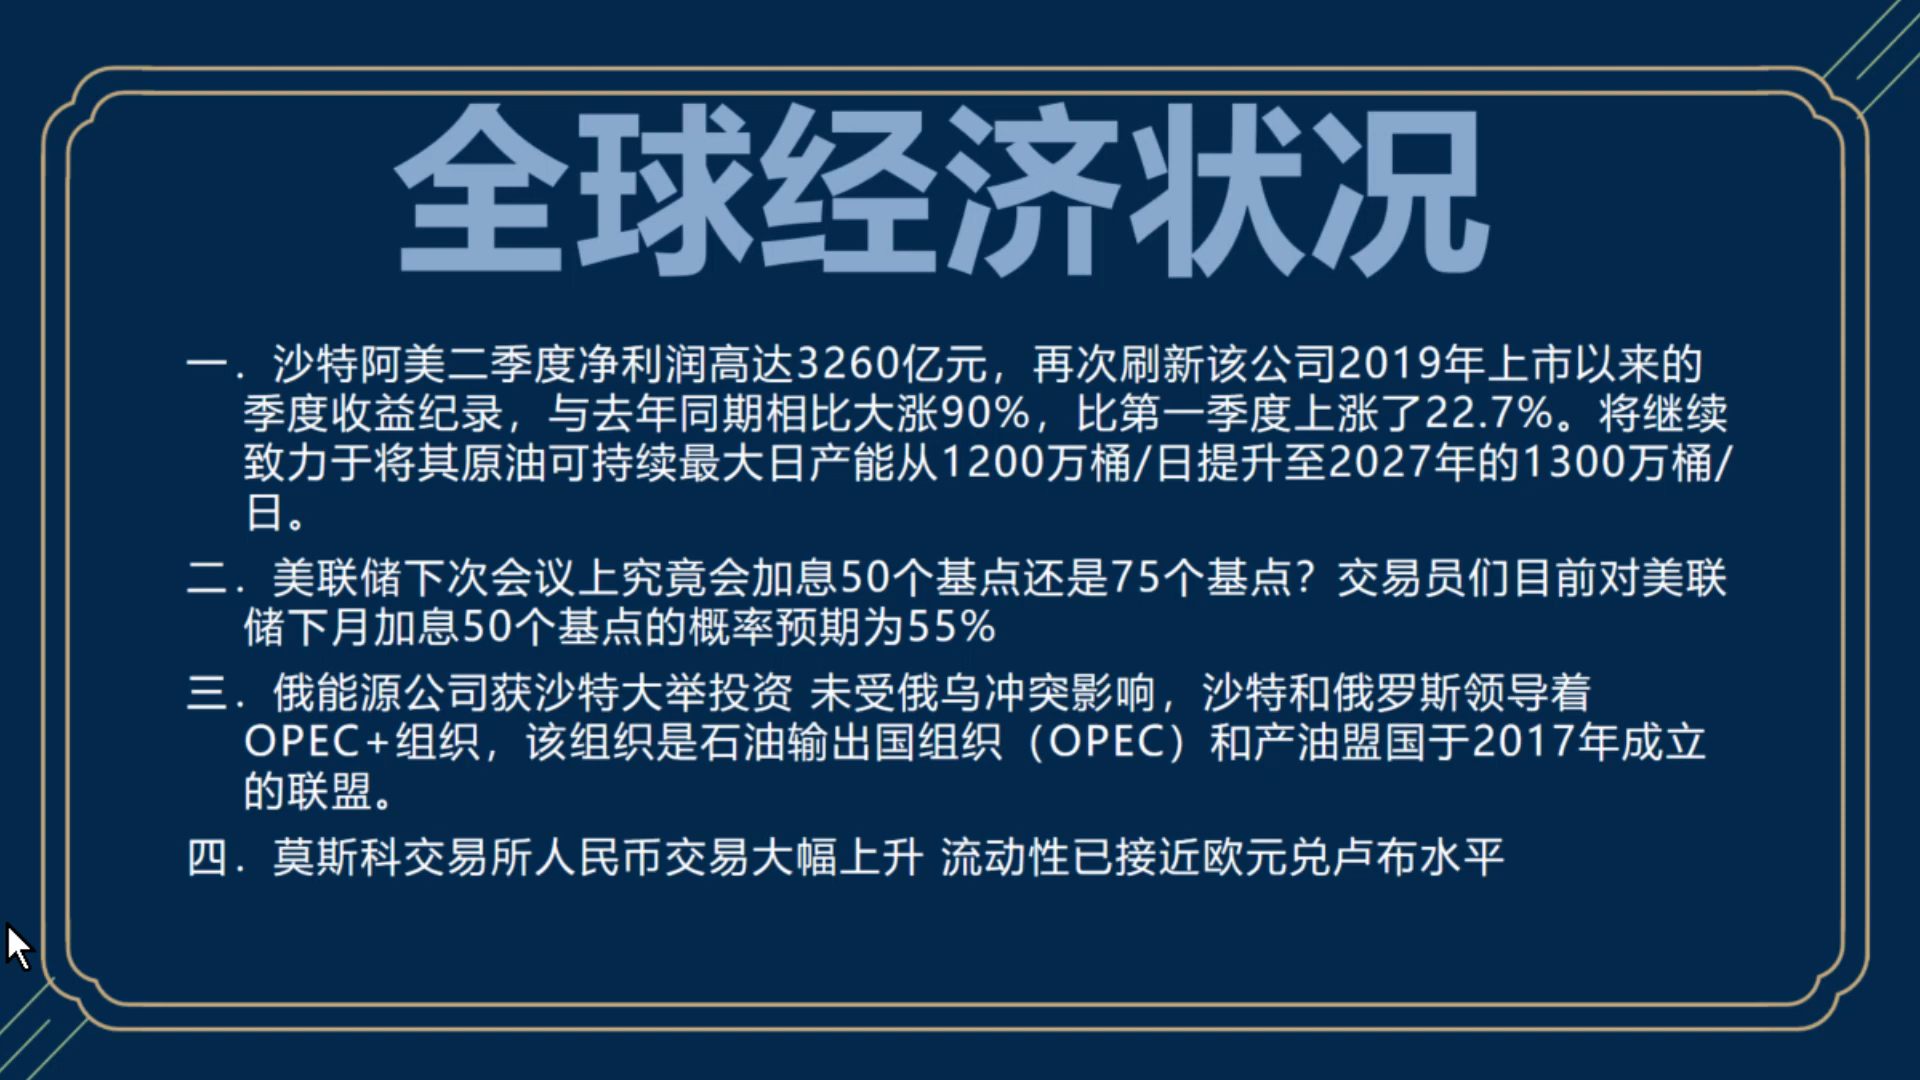 全球经济状况
一．沙特阿美二季度净利润高达3260亿元，再次刷新该公司2019年上市以来的
季度收益纪录，与去年同期相比大涨90%，比第一季度上涨了22.7%。将继续
致力于将其原油可持续最大日产能从1200万桶/日提升至2027年的1300万桶/
日。
二．美联储下次会议上究竟会加息50个基点还是75个基点？交易员们目前对美联
储下月加息50个基点的概率预期为55%
三．俄能源公司获沙特大举投资 未受俄乌冲突影响，沙特和俄罗斯领导着
OPEC+组织，该组织是石油输出国组织（OPEC）和产油盟国于2017年成立
的联盟。
四．莫斯科交易所人民币交易大幅上升 流动性已接近欧元兑卢布水平